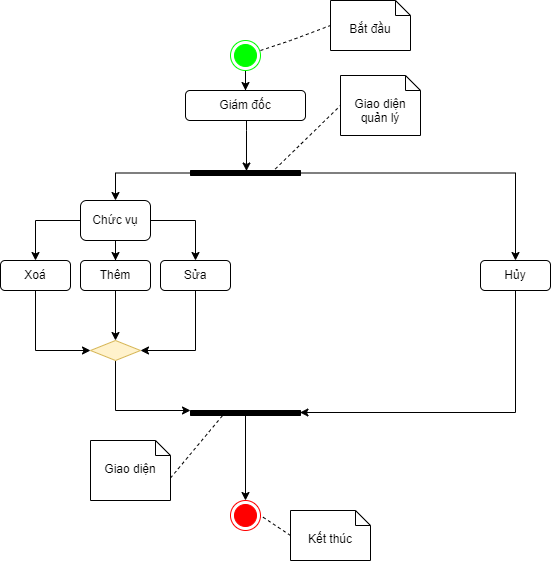 Bắt đầu
Giám đốc
Giao diện
quản lý
Chức vụ
Xoá
Thêm
Sửa
Hủy
Giao diện
Kết thúc